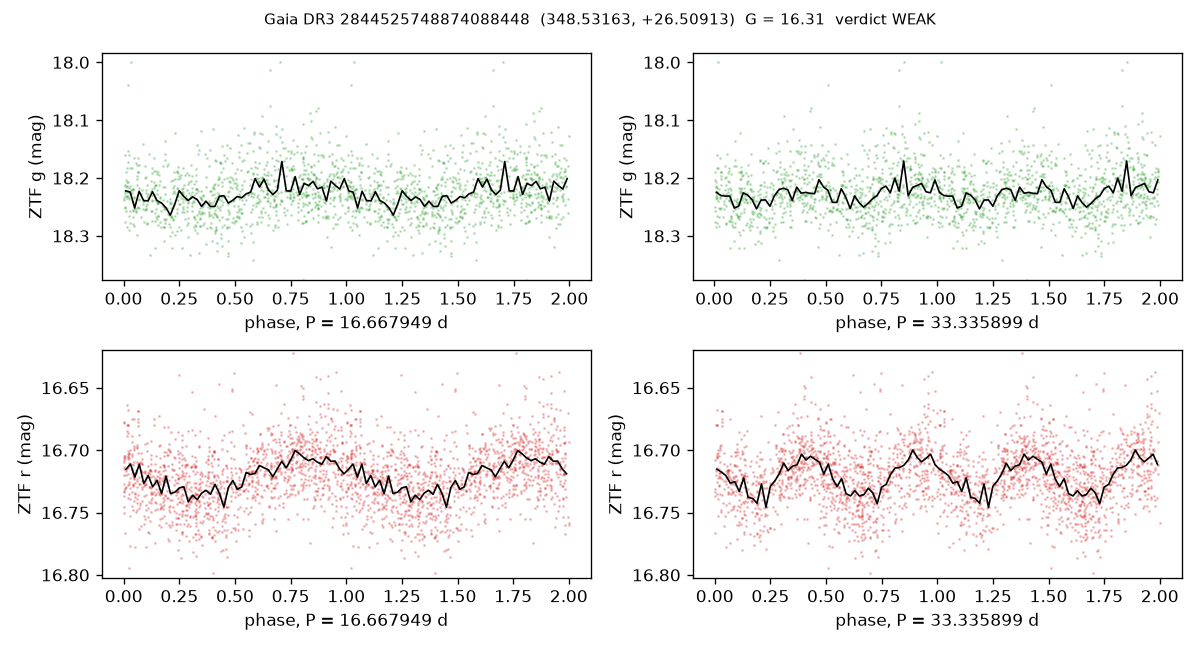 Gaia DR3 2844525748874088448 (348.53163, +26.50913) G = 16.31 verdict WEAK
ZTF g (mag)
18.0
18.1
18.2
18.3
0.00 0.25 0.50 0.75 1.00 1.25 1.50 1.75 2.00
phase, P = 16.667949 d
ZTF g (mag)
18.0
18.1
18.2
18.3
0.00 0.25 0.50 0.75 1.00 1.25 1.50 1.75 2.00
phase, P = 33.335899 d
ZTF r (mag)
16.65
16.70
16.75
16.80
0.00 0.25 0.50 0.75 1.00 1.25 1.50 1.75 2.00
phase, P = 16.667949 d
ZTF r (mag)
16.65
16.70
16.75
16.80
0.00 0.25 0.50 0.75 1.00 1.25 1.50 1.75 2.00
phase, P = 33.335899 d